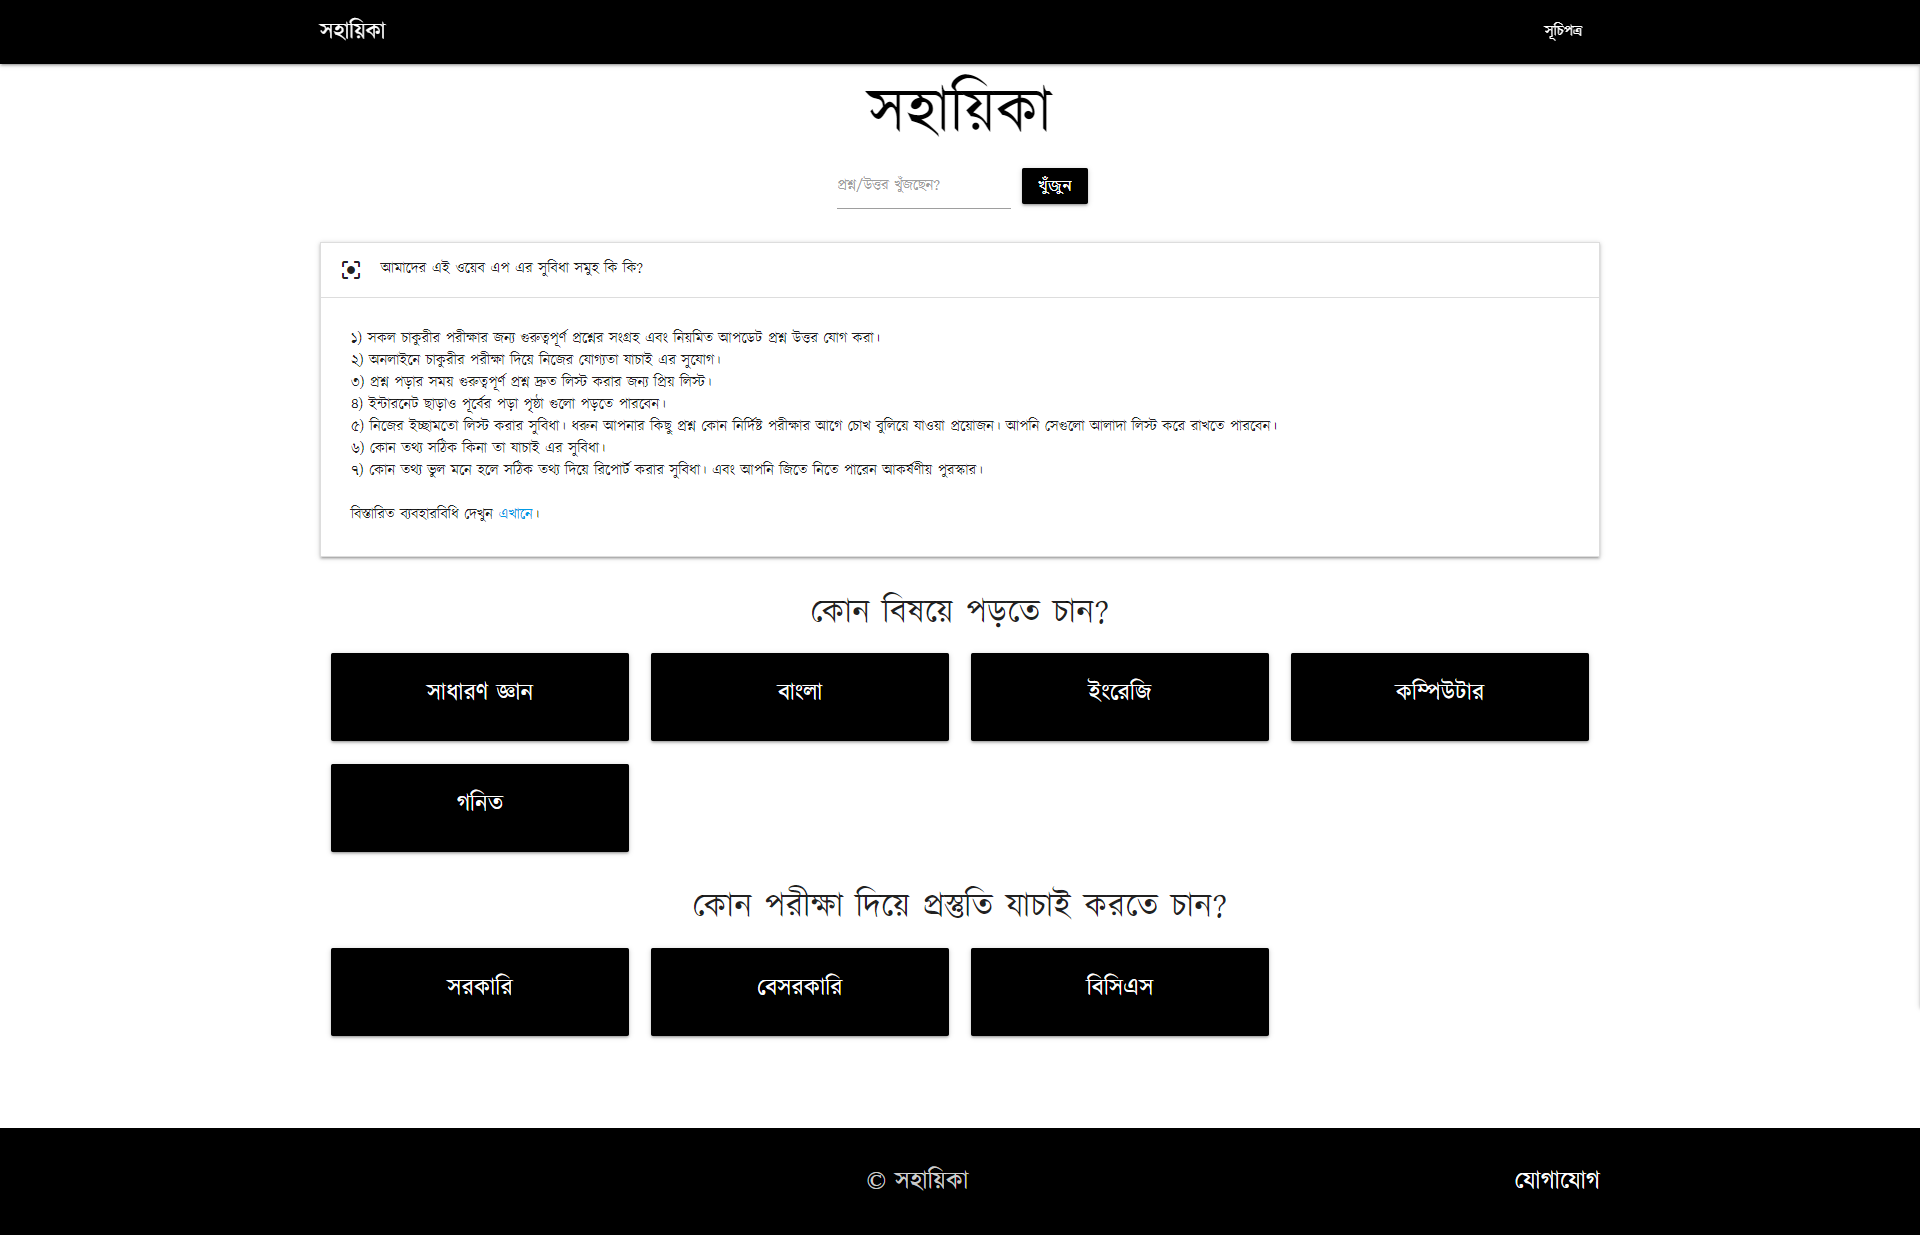 সহায়িকা
সূচিপত্র
সহায়িকা
প্রশ্ন/উত্তর খুঁজছেন?
খুঁজুন
আমাদের এই ওয়েব এপ এর সুবিধা সমুহ কি কি?
১) সকল চাকুরীর পরীক্ষার জন্য গুরুত্বপূর্ণ প্রশ্নের সংগ্রহ এবং নিয়মিত আপডেট প্রশ্ন উত্তর যোগ করা।
২) অনলাইনে চাকুরীর পরীক্ষা দিয়ে নিজের যোগ্যতা যাচাই এর সুযোগ।
৩) প্রশ্ন পড়ার সময় গুরুত্বপূর্ণ প্রশ্ন দ্রুত লিস্ট করার জন্য প্রিয় লিস্ট।
৪) ইন্টারনেট ছাড়াও পূর্বের পড়া পৃষ্ঠা গুলো পড়তে পারবেন।
৫) নিজের ইচ্ছামতো লিস্ট করার সুবিধা। ধরুন আপনার কিছু প্রশ্ন কোন নির্দিষ্ট পরীক্ষার আগে চোখ বুলিয়ে যাওয়া প্রয়োজন। আপনি সেগুলো আলাদা লিস্ট করে রাখতে পারবেন।
৬) কোন তথ্য সঠিক কিনা তা যাচাই এর সুবিধা।
৭) কোন তথ্য ভুল মনে হলে সঠিক তথ্য দিয়ে রিপোর্ট করার সুবিধা। এবং আপনি জিতে নিতে পারেন আকর্ষণীয় পুরস্কার।
বিস্তারিত ব্যবহারবিধি দেখুন এখানে।
কোন বিষয়ে পড়তে চান?
সাধারণ জ্ঞান
বাংলা
ইংরেজি
কম্পিউটার
গনিত
কোন পরীক্ষা দিয়ে প্রস্তুতি যাচাই করতে চান?
সরকারি
বেসরকারি
বিসিএস
© সহায়িকা
যোগাযোগ